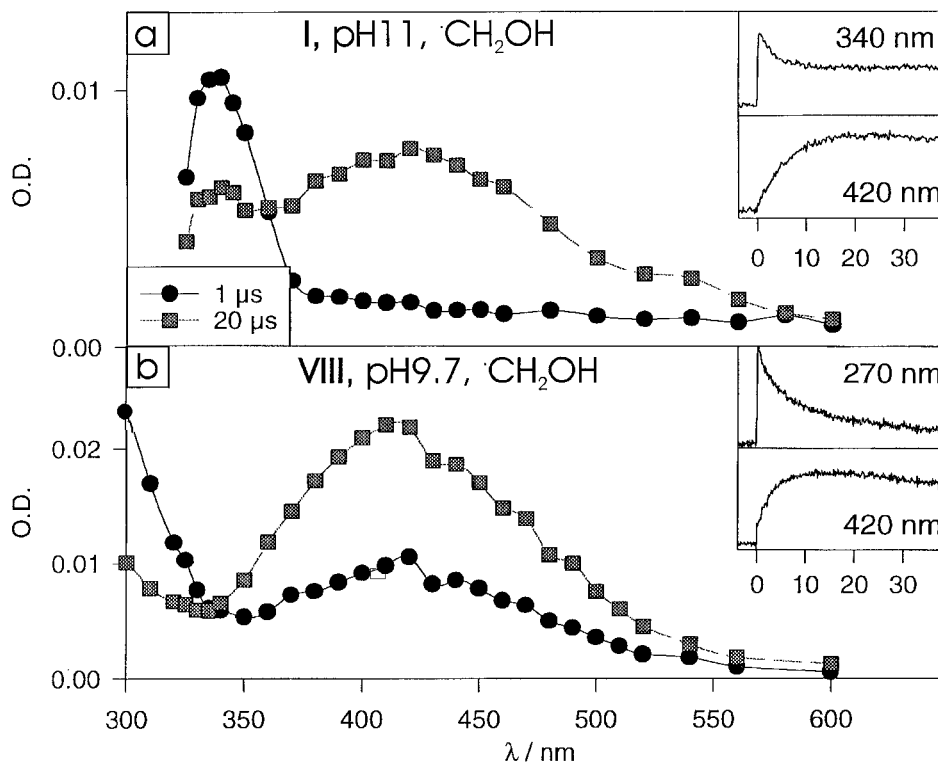 a
I, pH11, ·CH₂OH
340 nm
420 nm
0 10 20 30
0.01
O.D.
0.00
1 µs
20 µs
b
VIII, pH9.7, ·CH₂OH
270 nm
420 nm
0 10 20 30
0.02
O.D.
0.01
0.00
300 350 400 450 500 550 600
λ / nm